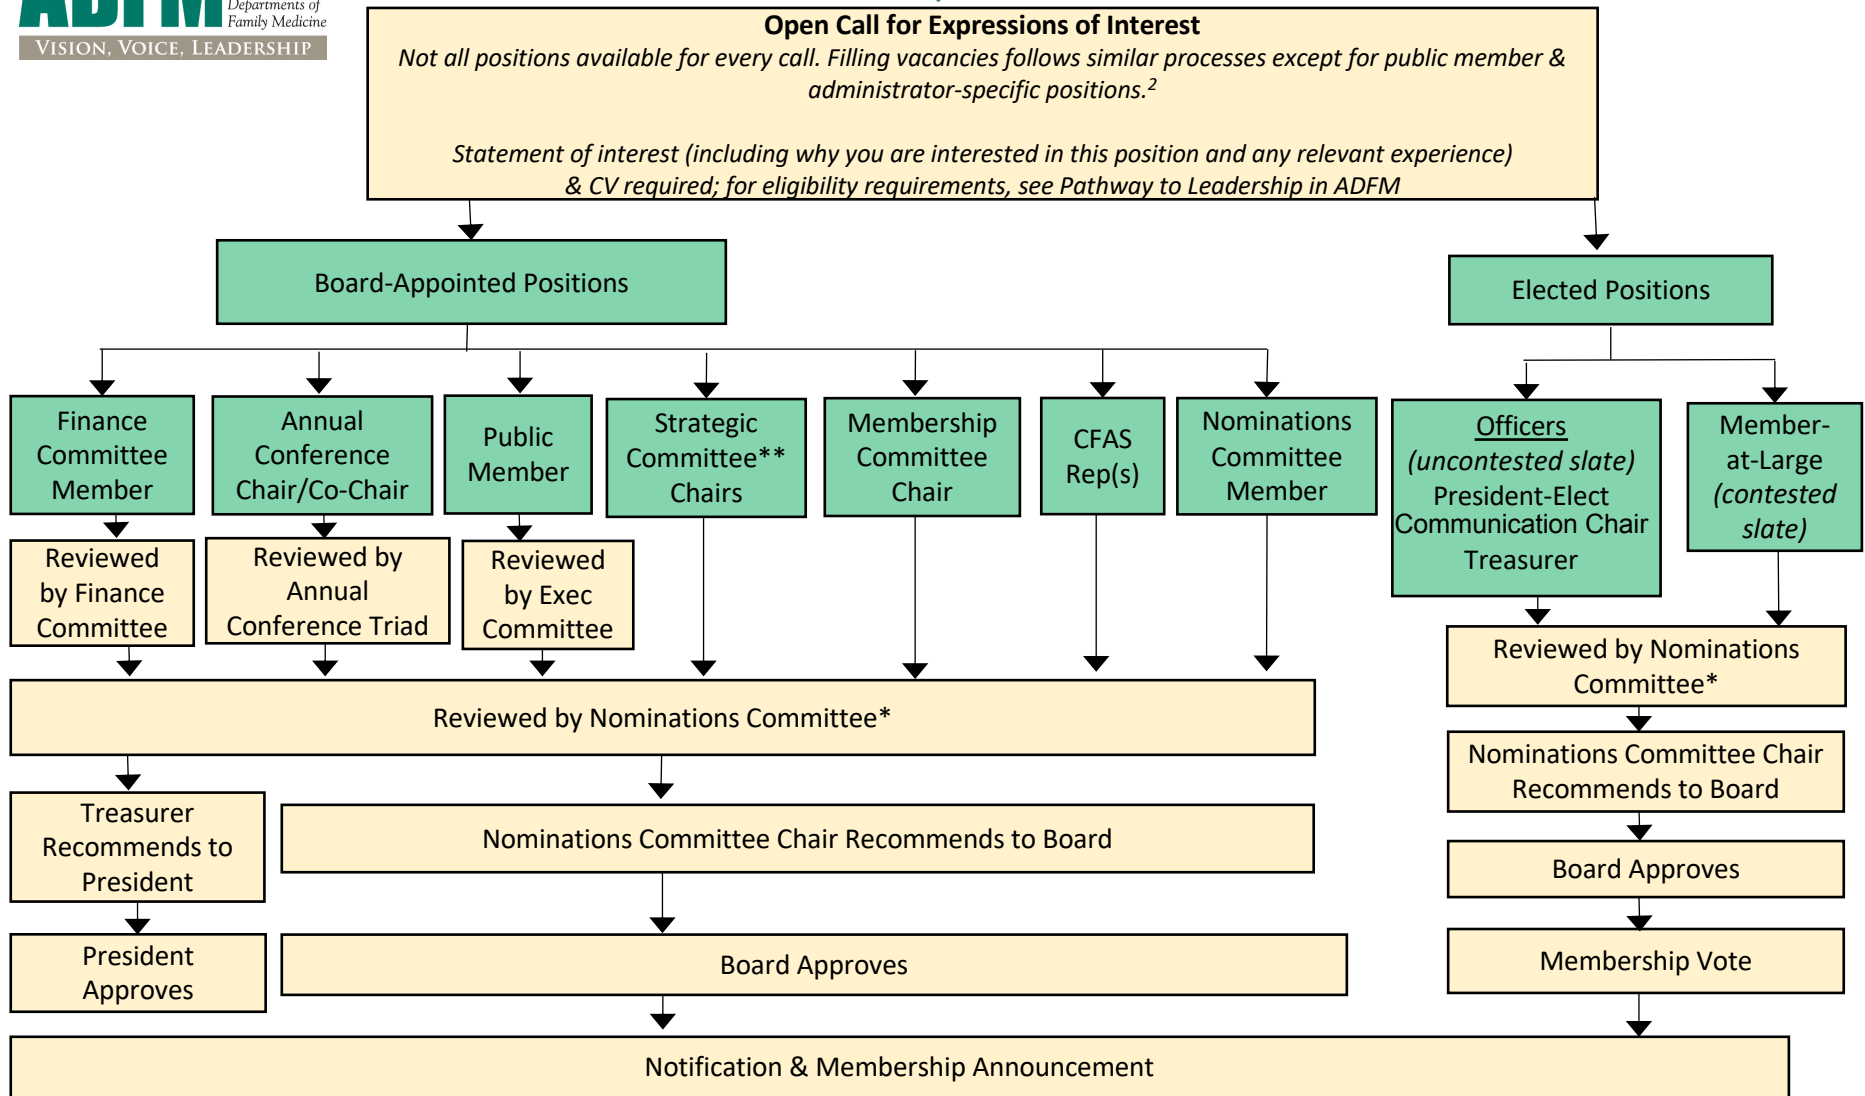 ADFM
Departments of
Family Medicine
VISION, VOICE, LEADERSHIP
Open Call for Expressions of Interest
Not all positions available for every call. Filling vacancies follows similar processes except for public member &
administrator-specific positions.2
Statement of interest (including why you are interested in this position and any relevant experience)
& CV required; for eligibility requirements, see Pathway to Leadership in ADFM
Board-Appointed Positions
Elected Positions
Finance
Committee
Member
Annual
Conference
Chair/Co-Chair
Public
Member
Strategic
Committee**
Chairs
Membership
Committee
Chair
CFAS
Rep(s)
Nominations
Committee
Member
Officers
(uncontested slate)
President-Elect
Communication Chair
Treasurer
Member-
at-Large
(contested
slate)
Reviewed
by Finance
Committee
Reviewed by
Annual
Conference Triad
Reviewed
by Exec
Committee
Reviewed by Nominations Committee*
Reviewed by Nominations
Committee*
Treasurer
Recommends to
President
Nominations Committee Chair Recommends to Board
Nominations Committee Chair
Recommends to Board
Board Approves
President
Approves
Board Approves
Membership Vote
Notification & Membership Announcement